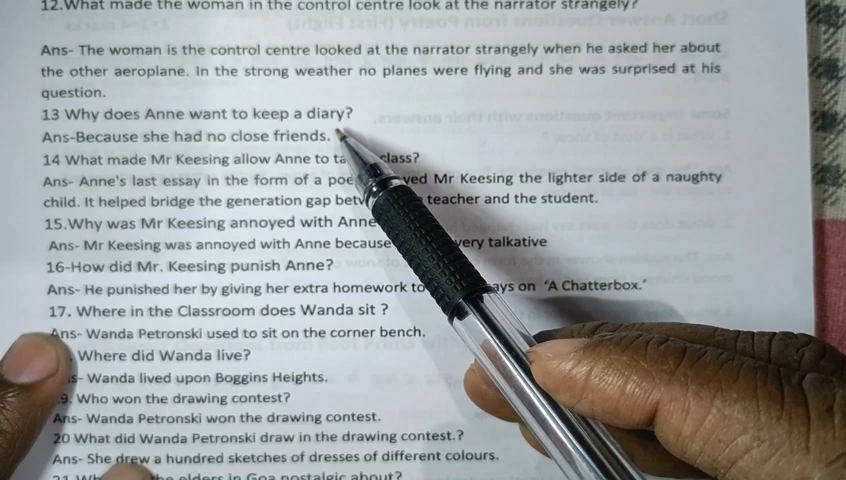 12.What made the woman in the control centre look at the narrator strangely?
Ans- The woman is the control centre looked at the narrator strangely when he asked her about
the other aeroplane. In the strong weather no planes were flying and she was surprised at his
question.
13 Why does Anne want to keep a diary?
Ans-Because she had no close friends.
14 What made Mr Keesing allow Anne to class?
Ans- Anne's last essay in the form of a Mr Keesing the lighter side of a naughty
child. It helped bridge the generation gap teacher and the student.
15.Why was Mr Keesing annoyed with Anne
Ans- Mr Keesing was annoyed with Anne because very talkative
16-How did Mr. Keesing punish Anne?
Ans- He punished her by giving her extra homework to on 'A Chatterbox.'
17. Where in the Classroom does Wanda sit ?
Ans- Wanda Petronski used to sit on the corner bench.
Where did Wanda live?
Wanda lived upon Boggins Heights.
9. Who won the drawing contest?
Ans- Wanda Petronski won the drawing contest.
20 What did Wanda Petronski draw in the drawing contest.?
Ans- She drew a hundred sketches of dresses of different colours.
21 elders in Goa nostalgic about?